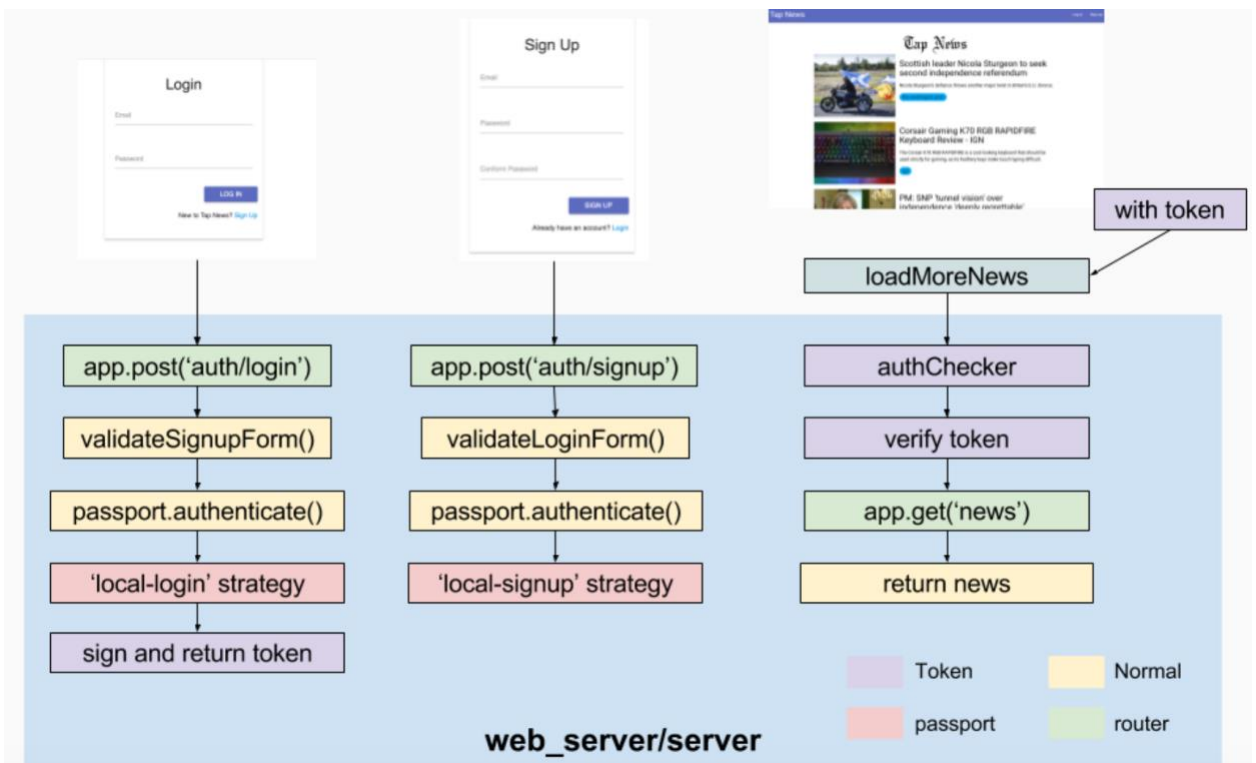 Login
Email
Password
LOG IN
New to Tap News? Sign Up
Sign Up
Email
Password
Confirm Password
SIGN UP
Already have an account? Login
Tap News
Tap News
Scottish leader Nicola Sturgeon to seek
second independence referendum
Corsair Gaming K70 RGB RAPIDFIRE
Keyboard Review - IGN
PM: SNP 'tunnel vision' over
independence 'deeply regrettable'
with token
loadMoreNews
app.post(‘auth/login’)
validateSignupForm()
passport.authenticate()
‘local-login’ strategy
sign and return token
app.post(‘auth/signup’)
validateLoginForm()
passport.authenticate()
‘local-signup’ strategy
authChecker
verify token
app.get(‘news’)
return news
Token
Normal
passport
router
web_server/server